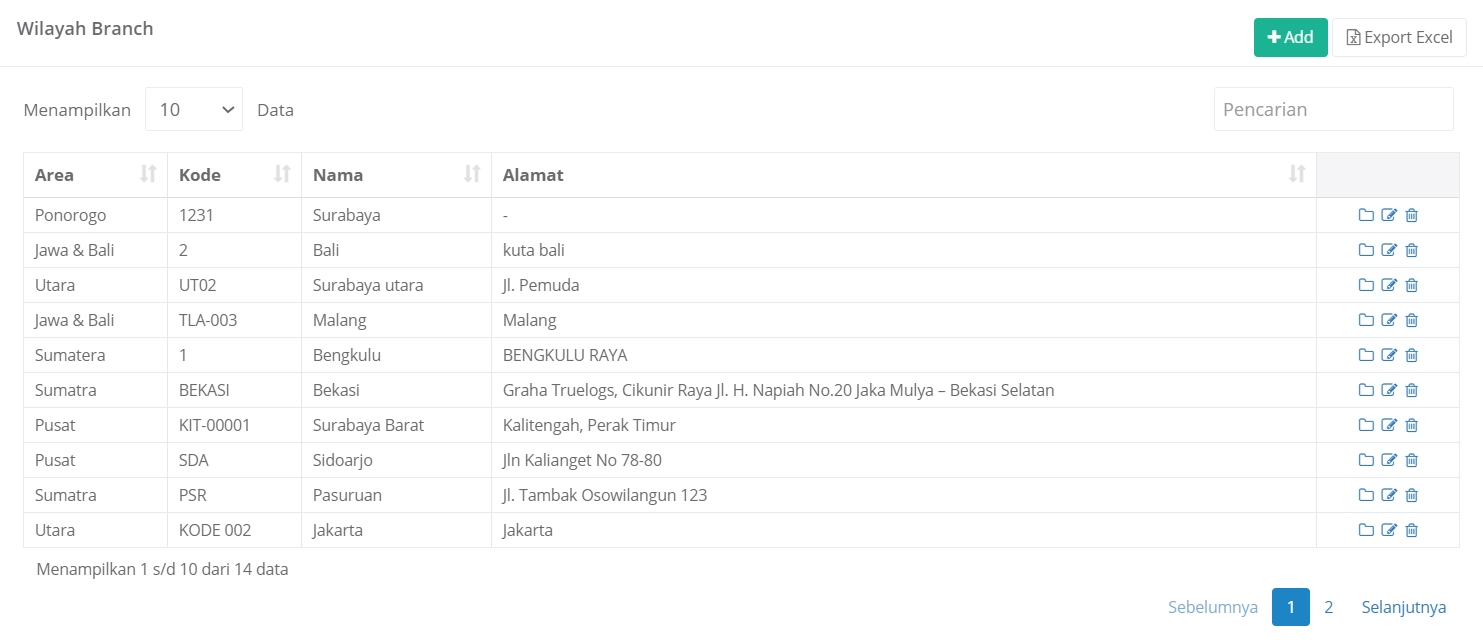 Wilayah Branch
Add Export Excel
Menampilkan 10 Data Pencarian
Area Kode Nama Alamat
Ponorogo 1231 Surabaya -
Jawa & Bali 2 Bali kuta bali
Utara UT02 Surabaya utara Jl. Pemuda
Jawa & Bali TLA-003 Malang Malang
Sumatera 1 Bengkulu BENGKULU RAYA
Sumatra BEKASI Bekasi Graha Truelogs, Cikunir Raya Jl. H. Napiah No.20 Jaka Mulya – Bekasi Selatan
Pusat KIT-00001 Surabaya Barat Kalitengah, Perak Timur
Pusat SDA Sidoarjo Jln Kalianget No 78-80
Sumatra PSR Pasuruan Jl. Tambak Osowilangun 123
Utara KODE 002 Jakarta Jakarta
Menampilkan 1 s/d 10 dari 14 data
Sebelumnya 1 2 Selanjutnya